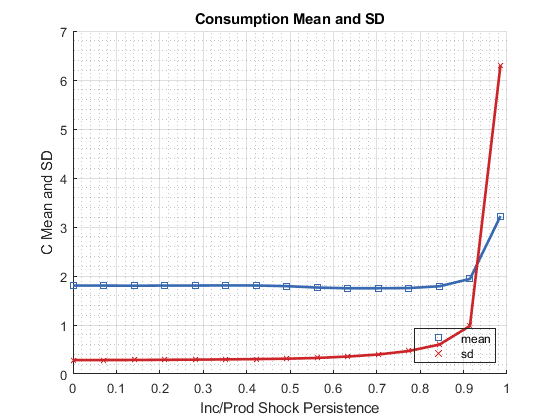 Consumption Mean and SD
7
6
5
4
3
2
1
0
C Mean and SD
mean
sd
0 0.1 0.2 0.3 0.4 0.5 0.6 0.7 0.8 0.9 1
Inc/Prod Shock Persistence